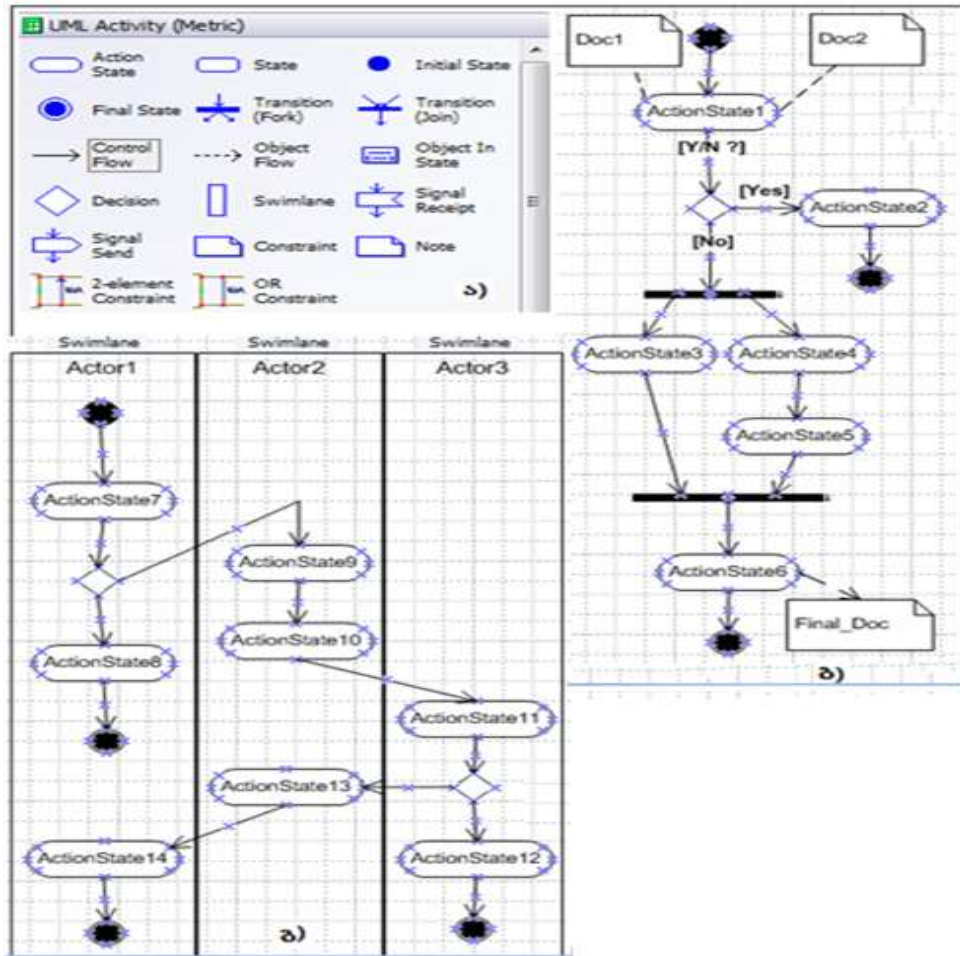 UML Activity (Metric)
Action State
State
Initial State
Final State
Transition (Fork)
Transition (Join)
Control Flow
Object Flow
Object In State
Decision
Swimlane
Signal Receipt
Signal Send
Constraint
Note
2-element Constraint
OR Constraint
ა)
Doc1
Doc2
ActionState1
[Y/N ?]
[Yes]
ActionState2
[No]
ActionState3
ActionState4
ActionState5
ActionState6
Final_Doc
ბ)
Swimlane
Swimlane
Swimlane
Actor1
Actor2
Actor3
ActionState7
ActionState9
ActionState10
ActionState8
ActionState11
ActionState13
ActionState14
ActionState12
გ)